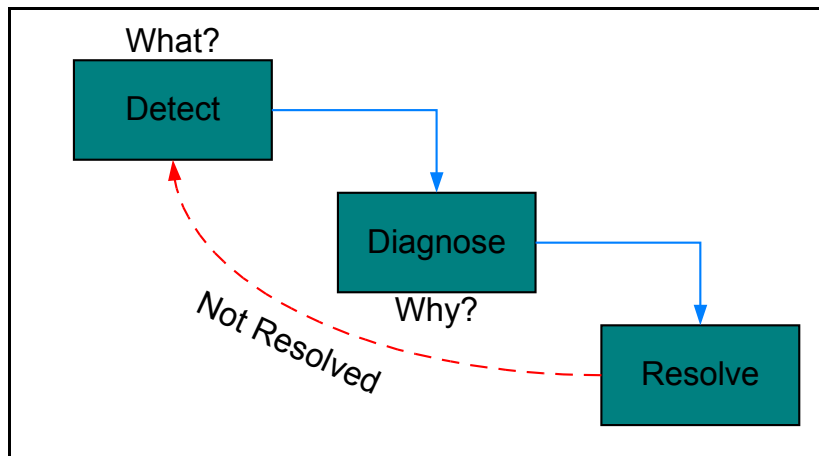 What?
Detect
Diagnose
Why?
Not Resolved
Resolve